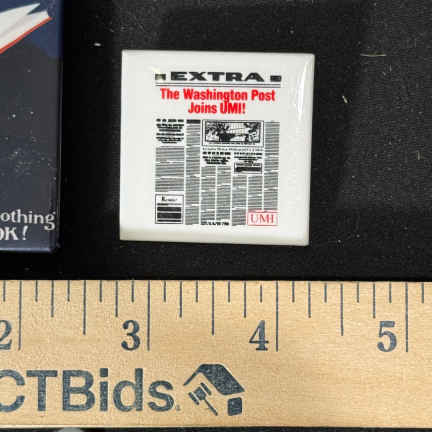 EXTRA
The Washington Post
Joins UMI!
UMI
othing
OK!
2 3 4 5
CTBids.